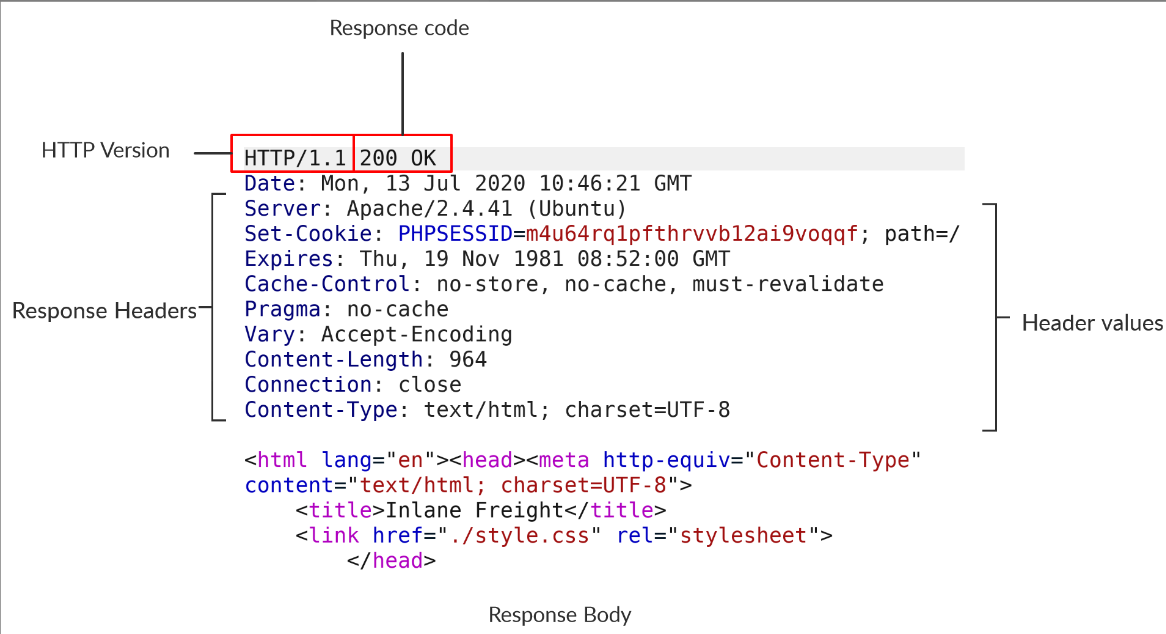 Response code
HTTP Version
HTTP/1.1 200 OK
Date: Mon, 13 Jul 2020 10:46:21 GMT
Server: Apache/2.4.41 (Ubuntu)
Set-Cookie: PHPSESSID=m4u64rq1pfthrvvb12ai9voqqf; path=/
Expires: Thu, 19 Nov 1981 08:52:00 GMT
Cache-Control: no-store, no-cache, must-revalidate
Response Headers
Pragma: no-cache
Header values
Vary: Accept-Encoding
Content-Length: 964
Connection: close
Content-Type: text/html; charset=UTF-8
<html lang="en"><head><meta http-equiv="Content-Type"
content="text/html; charset=UTF-8">
<title>Inlane Freight</title>
<link href="./style.css" rel="stylesheet">
</head>
Response Body